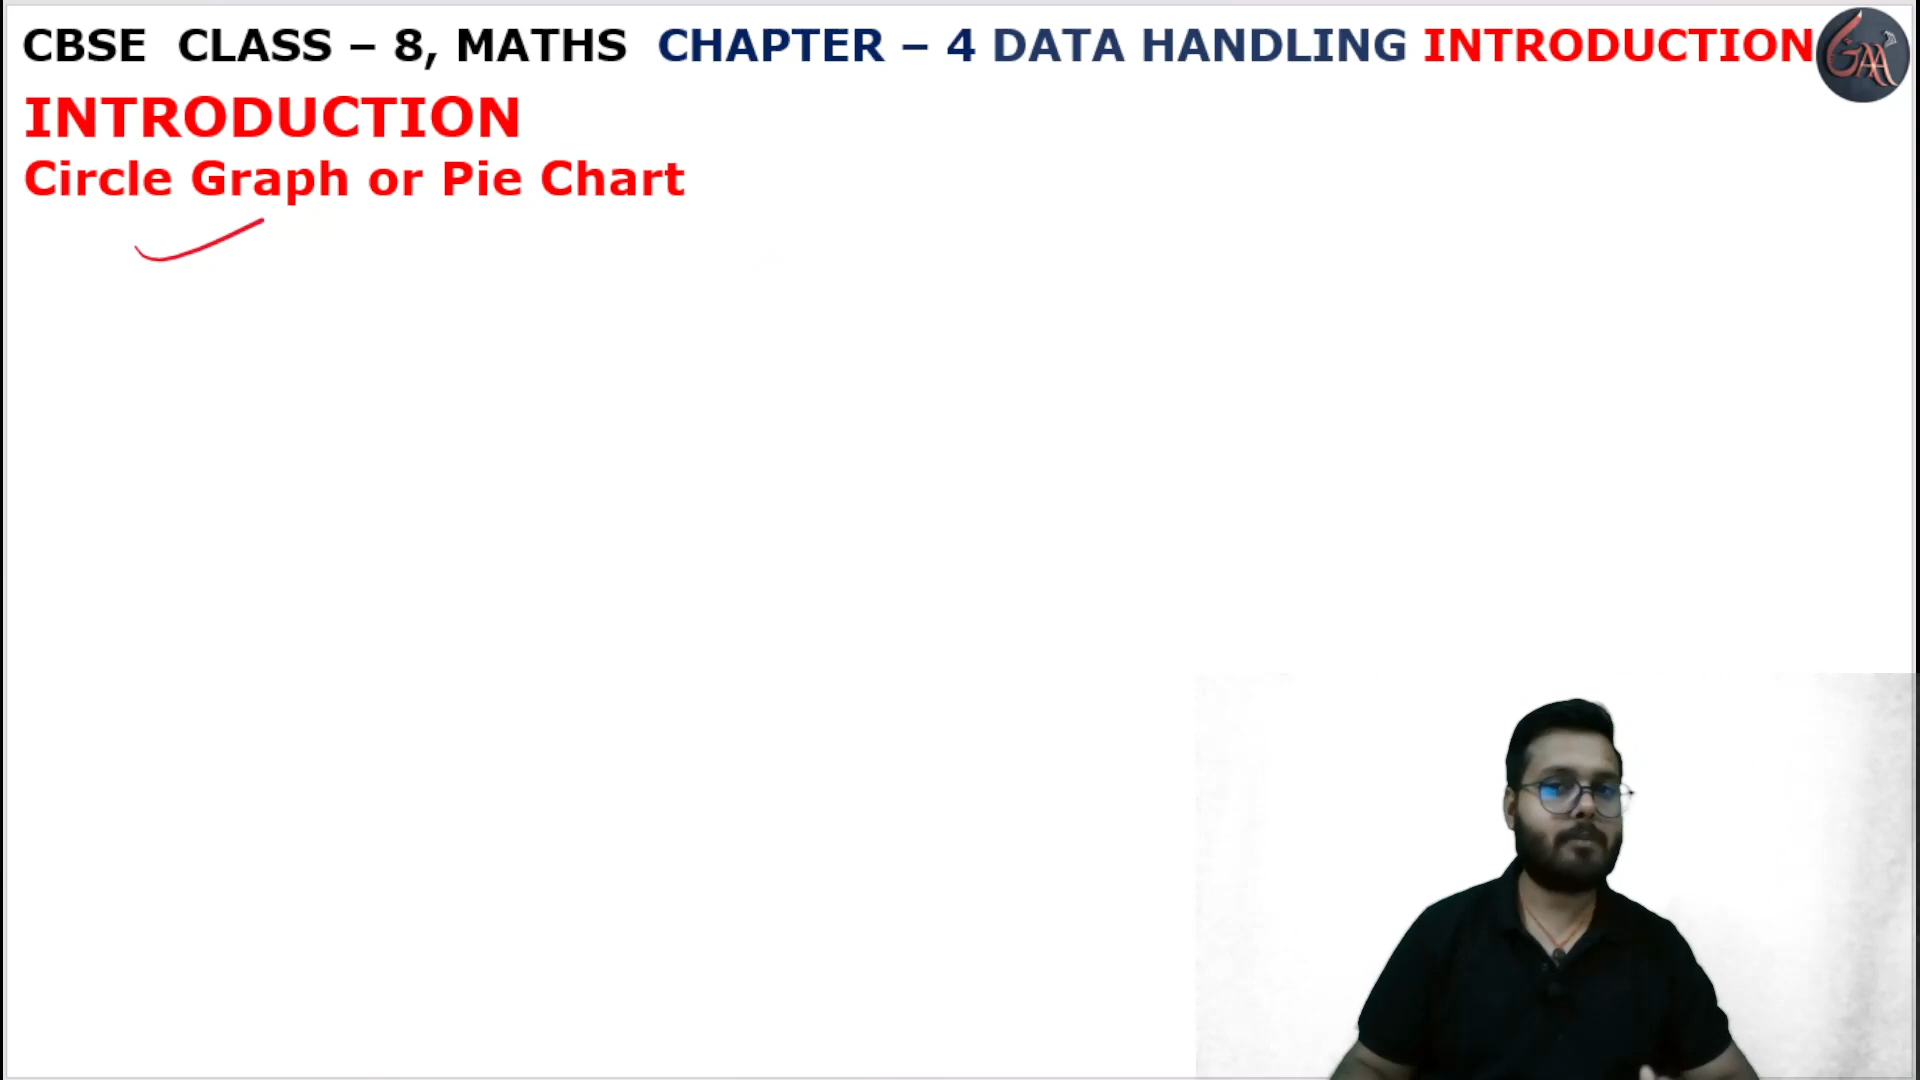 CBSE CLASS – 8, MATHS CHAPTER – 4 DATA HANDLING INTRODUCTION
INTRODUCTION
Circle Graph or Pie Chart